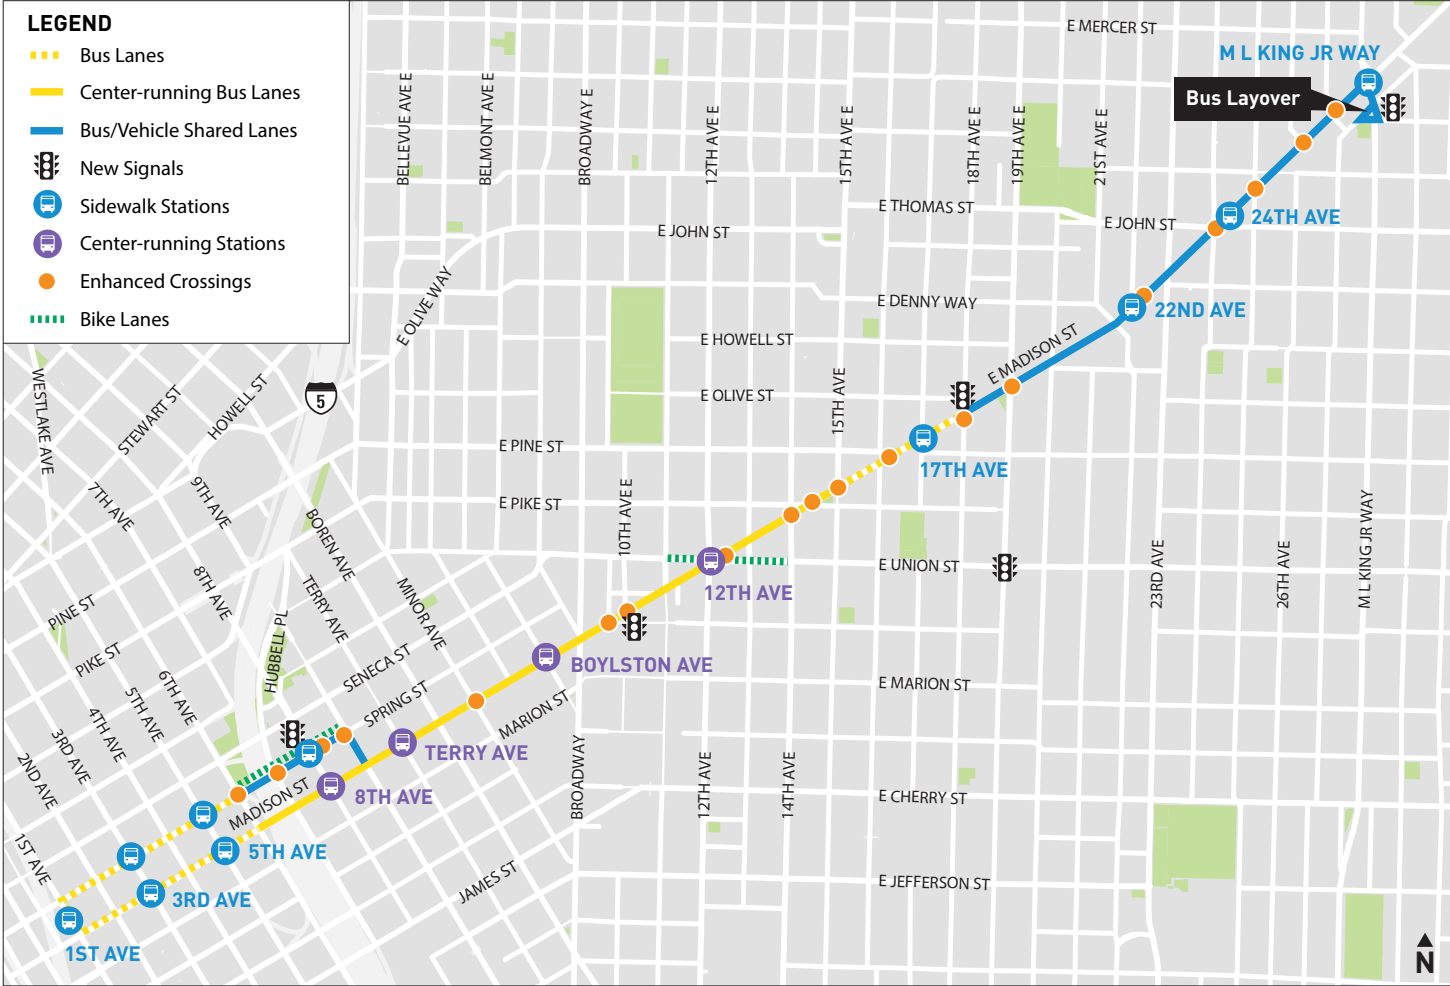 LEGEND
Bus Lanes
Center-running Bus Lanes
Bus/Vehicle Shared Lanes
New Signals
Sidewalk Stations
Center-running Stations
Enhanced Crossings
Bike Lanes
E MERCER ST
M L KING JR WAY
Bus Layover
BELLEVUE AVE E
BELMONT AVE E
BROADWAY E
12TH AVE E
15TH AVE E
18TH AVE E
19TH AVE E
21ST AVE E
E THOMAS ST
E JOHN ST
E JOHN ST
24TH AVE
E OLIVE WAY
E DENNY WAY
22ND AVE
E HOWELL ST
E MADISON ST
E OLIVE ST
15TH AVE
5
WESTLAKE AVE
STEWART ST
HOWELL ST
E PINE ST
17TH AVE
7TH AVE
9TH AVE
E PIKE ST
10TH AVE E
BOREN AVE
E UNION ST
12TH AVE
23RD AVE
26TH AVE
M L KING JR WAY
8TH AVE
TERRY AVE
MINOR AVE
PINE ST
PIKE ST
HUBBELL PL
SENECA ST
BOYLSTON AVE
SPRING ST
MARION ST
E MARION ST
6TH AVE
5TH AVE
4TH AVE
3RD AVE
2ND AVE
1ST AVE
TERRY AVE
8TH AVE
MADISON ST
BROADWAY
12TH AVE
14TH AVE
E CHERRY ST
5TH AVE
JAMES ST
E JEFFERSON ST
3RD AVE
1ST AVE
N